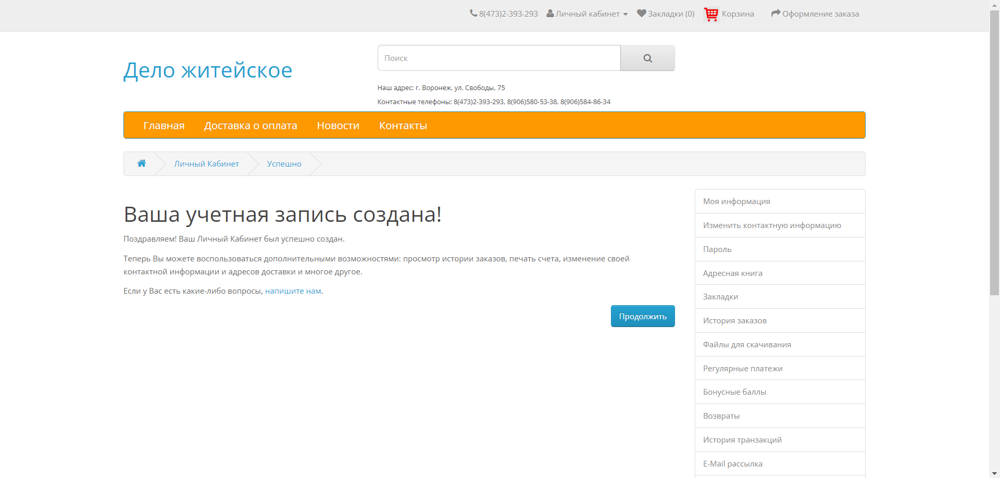 8(473)2-393-293 Личный кабинет Закладки (0) Корзина Оформление заказа
Дело житейское
Поиск
Наш адрес: г. Воронеж, ул. Свободы, 75
Контактные телефоны: 8(473)2-393-293, 8(906)580-53-38, 8(906)584-86-34
Главная Доставка о оплата Новости Контакты
Личный Кабинет Успешно
Ваша учетная запись создана!
Поздравляем! Ваш Личный Кабинет был успешно создан.
Теперь Вы можете воспользоваться дополнительными возможностями: просмотр истории заказов, печать счета, изменение своей
контактной информации и адресов доставки и многое другое.
Если у Вас есть какие-либо вопросы, напишите нам.
Продолжить
Моя информация
Изменить контактную информацию
Пароль
Адресная книга
Закладки
История заказов
Файлы для скачивания
Регулярные платежи
Бонусные баллы
Возвраты
История транзакций
E-Mail рассылка